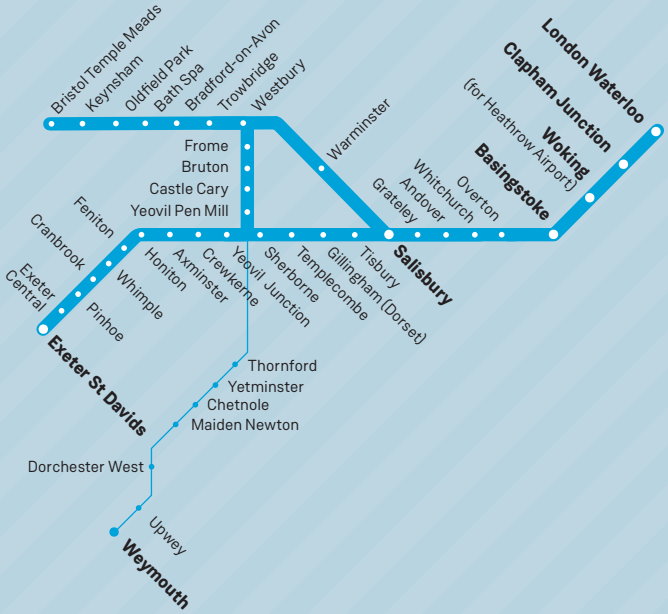 Bristol Temple Meads
Keynsham
Oldfield Park
Bath Spa
Bradford-on-Avon
Trowbridge
Westbury
Warminster
London Waterloo
Clapham Junction
Woking
(for Heathrow Airport)
Basingstoke
Frome
Bruton
Castle Cary
Yeovil Pen Mill
Overton
Whitchurch
Andover
Grateley
Salisbury
Tisbury
Gillingham (Dorset)
Templecombe
Sherborne
Yeovil Junction
Crewkerne
Axminster
Honiton
Feniton
Whimple
Cranbrook
Pinhoe
Exeter
Central
Exeter St Davids
Thornford
Yetminster
Chetnole
Maiden Newton
Dorchester West
Upwey
Weymouth